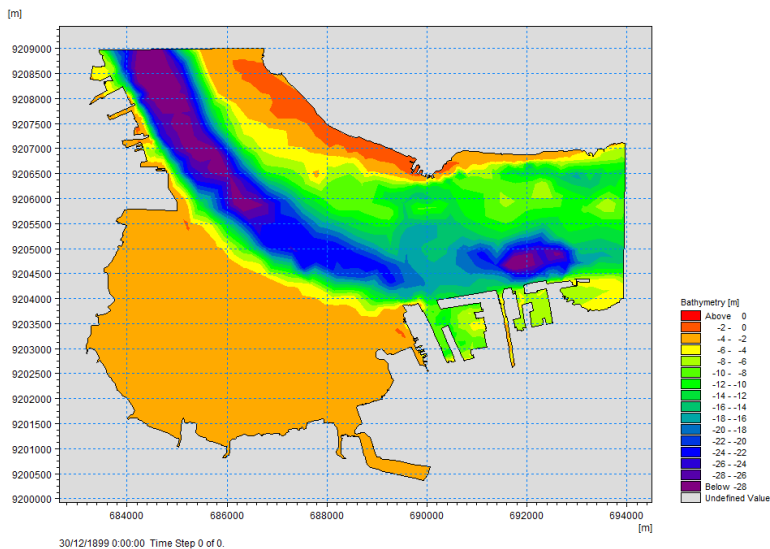 [m]
9209000
9208500
9208000
9207500
9207000
9206500
9206000
9205500
9205000
9204500
9204000
9203500
9203000
9202500
9202000
9201500
9201000
9200500
9200000
684000 686000 688000 690000 692000 694000
[m]
Bathymetry [m]
Above 0
-2 - 0
-4 - -2
-6 - -4
-8 - -6
-10 - -8
-12 - -10
-14 - -12
-16 - -14
-18 - -16
-20 - -18
-22 - -20
-24 - -22
-26 - -24
-28 - -26
Below -28
Undefined Value
30/12/1899 0:00:00 Time Step 0 of 0.